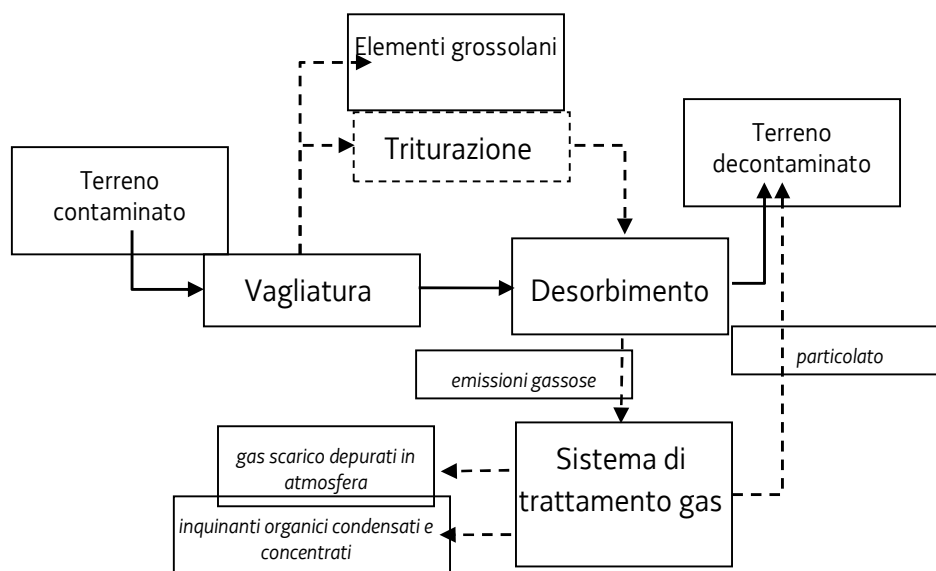 Elementi grossolani
Triturazione
Terreno
decontaminato
Terreno
contaminato
Vagliatura
Desorbimento
particolato
emissioni gassose
gas scarico depurati in
atmosfera
Sistema di
trattamento gas
inquinanti organici condensati e
concentrati